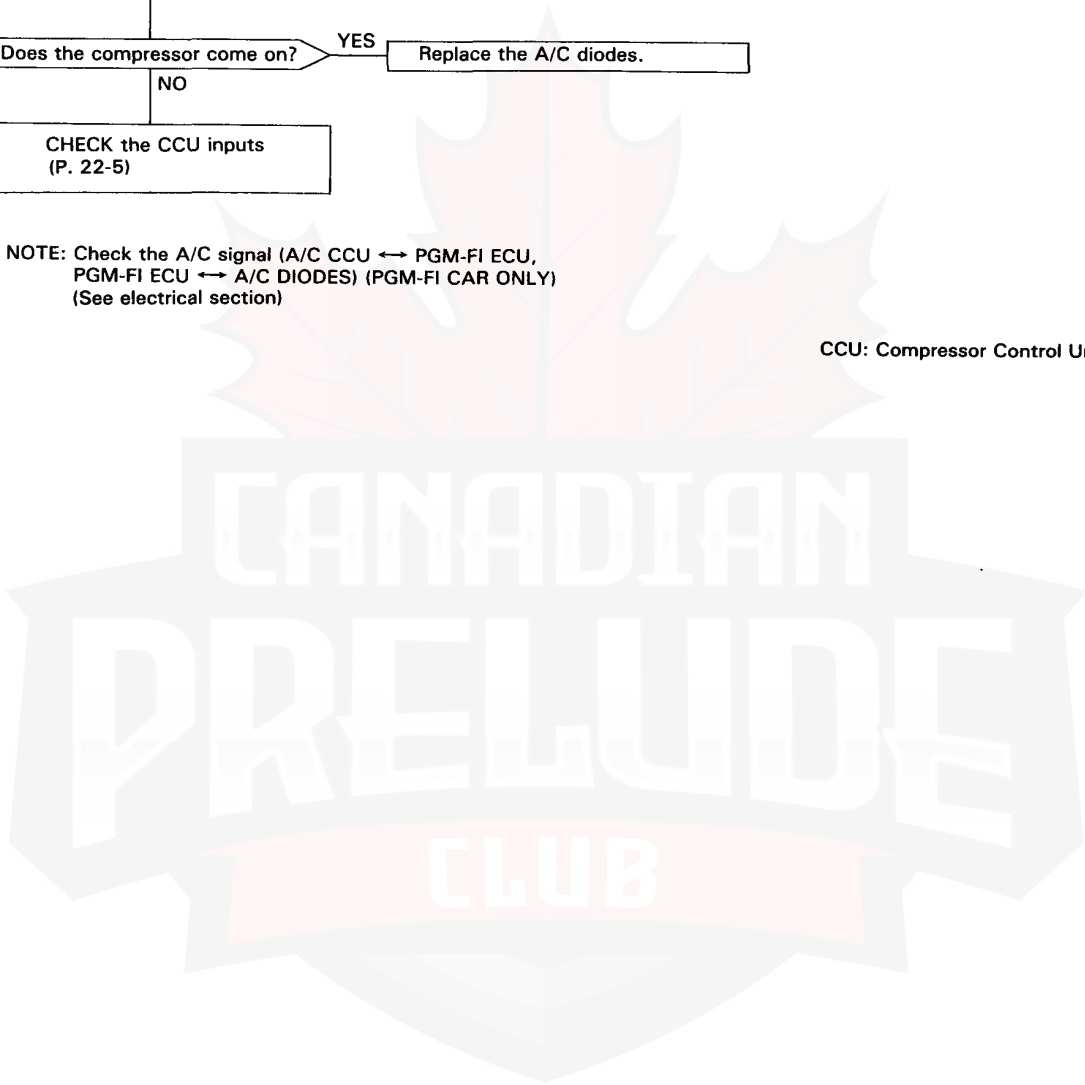 Does the compressor come on?
YES
Replace the A/C diodes.
NO
CHECK the CCU inputs
(P. 22-5)
NOTE: Check the A/C signal (A/C CCU ↔ PGM-FI ECU,
PGM-FI ECU ↔ A/C DIODES) (PGM-FI CAR ONLY)
(See electrical section)
CCU: Compressor Control
CANADIAN
PRELUDE
CLUB